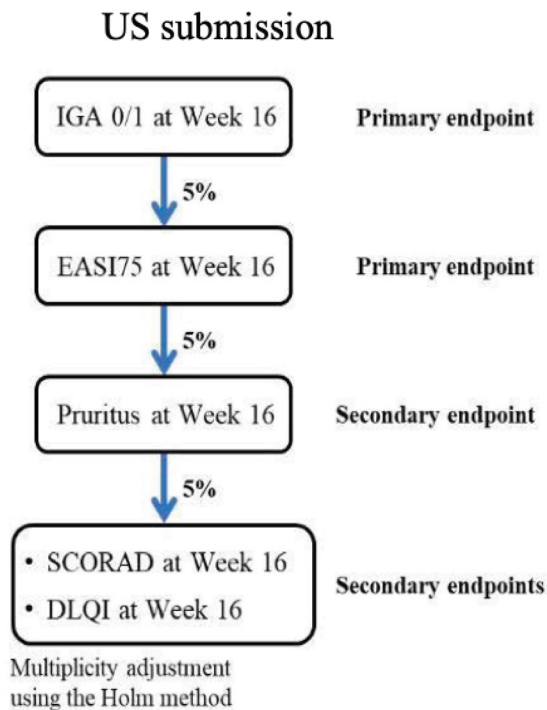 US submission
IGA 0/1 at Week 16
Primary endpoint
5%
EASI75 at Week 16
Primary endpoint
5%
Pruritus at Week 16
Secondary endpoint
5%
• SCORAD at Week 16
• DLQI at Week 16
Secondary endpoints
Multiplicity adjustment
using the Holm method